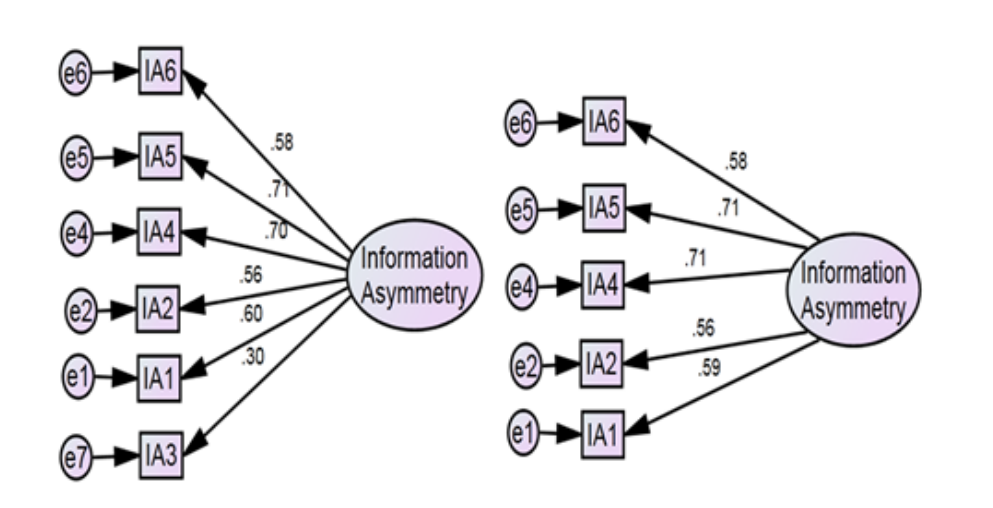 e6 IA6
.58
e5 IA5
.71
e4 IA4
.70
Information
Asymmetry
.56
e2 IA2
.60
e1 IA1
.30
e7 IA3
e6 IA6
.58
e5 IA5
.71
.71
e4 IA4
Information
Asymmetry
.56
e2 IA2
.59
e1 IA1